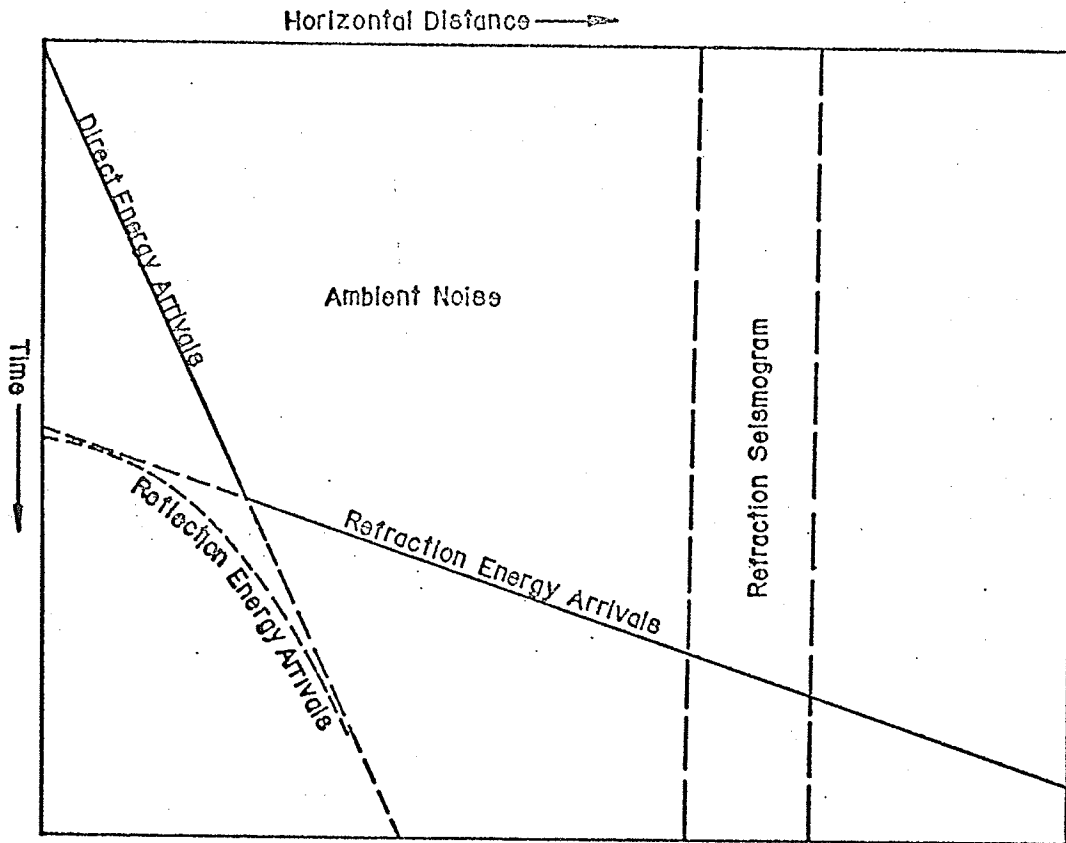 Horizontal Distance
Direct Energy Arrivals
Ambient Noise
Time
Refraction Seismogram
Refraction Energy Arrivals
Reflection Energy Arrivals